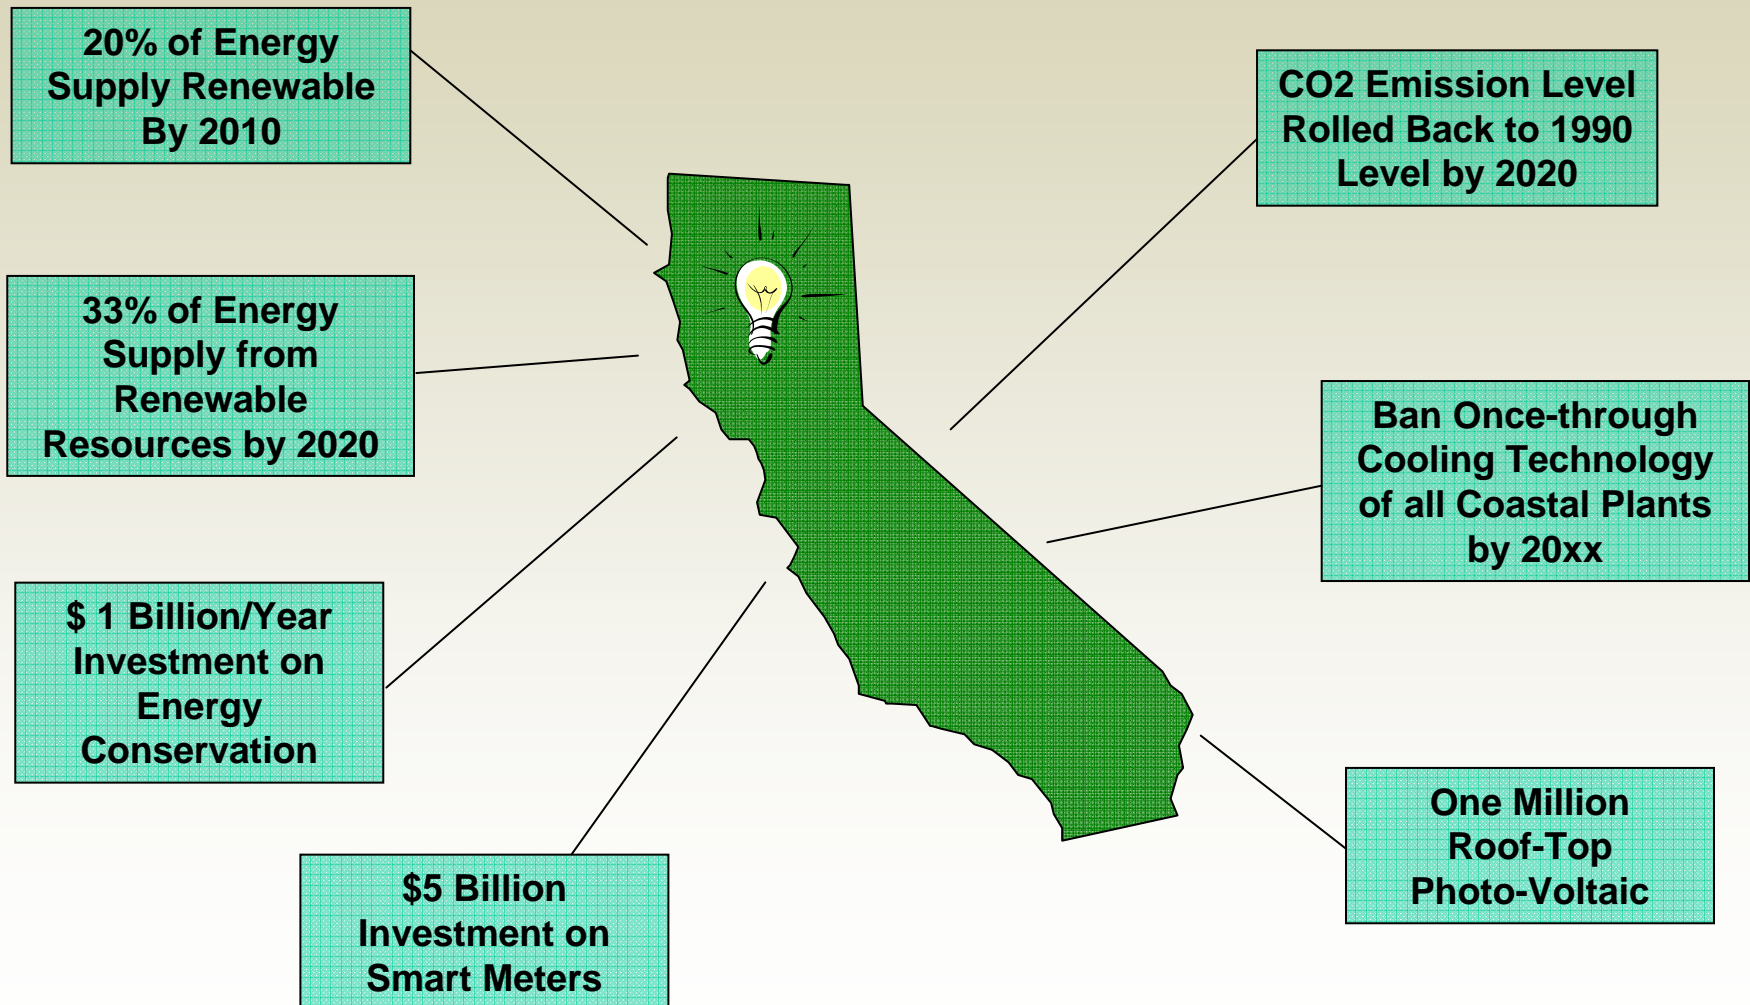 20% of Energy
Supply Renewable
By 2010
33% of Energy
Supply from
Renewable
Resources by 2020
$ 1 Billion/Year
Investment on
Energy
Conservation
$5 Billion
Investment on
Smart Meters
CO2 Emission Level
Rolled Back to 1990
Level by 2020
Ban Once-through
Cooling Technology
of all Coastal Plants
by 20xx
One Million
Roof-Top
Photo-Voltaic